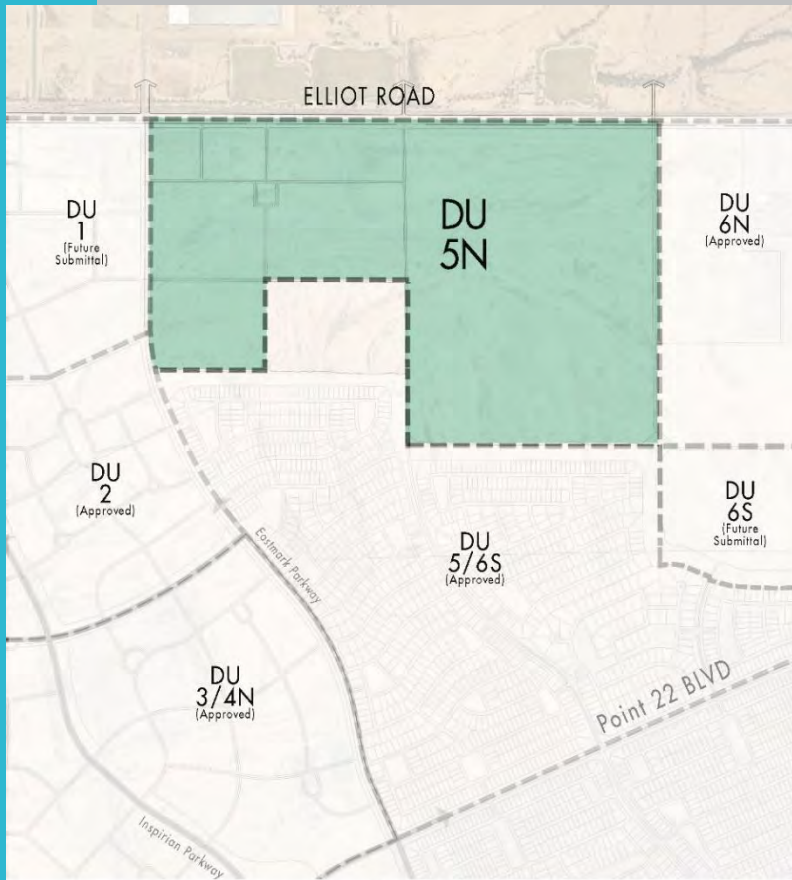 ELLIOT ROAD
DU
1
(Future
Submittal)
DU
5N
DU
6N
(Approved)
DU
2
(Approved)
DU
6S
(Future
Submittal)
Eastmark Parkway
DU
5/6S
(Approved)
DU
3/4N
(Approved)
Point 22 BLVD
Inspirian Parkway